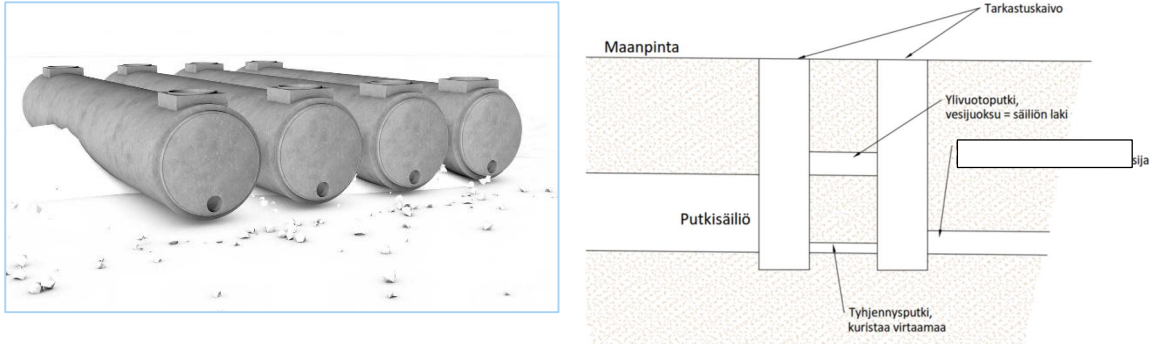 Tarkastuskaivo
Maanpinta
Ylivuotoputki,
vesijuoksu = säiliön laki
sija
Putkisäiliö
Tyhjennysputki,
kuristaa virtaamaa